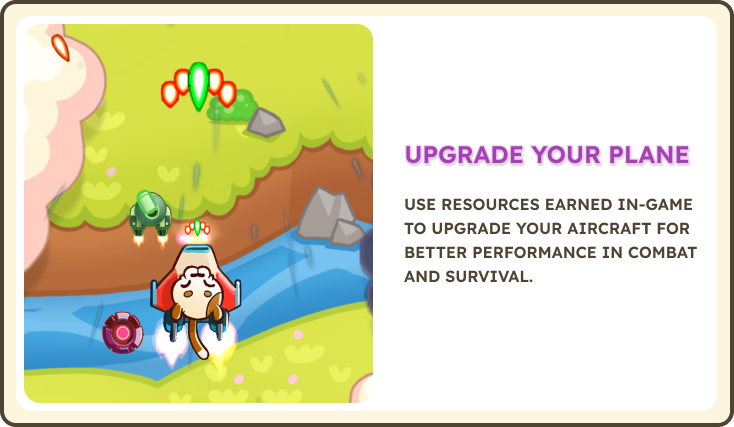 UPGRADE YOUR PLANE
USE RESOURCES EARNED IN-GAME
TO UPGRADE YOUR AIRCRAFT FOR
BETTER PERFORMANCE IN COMBAT
AND SURVIVAL.